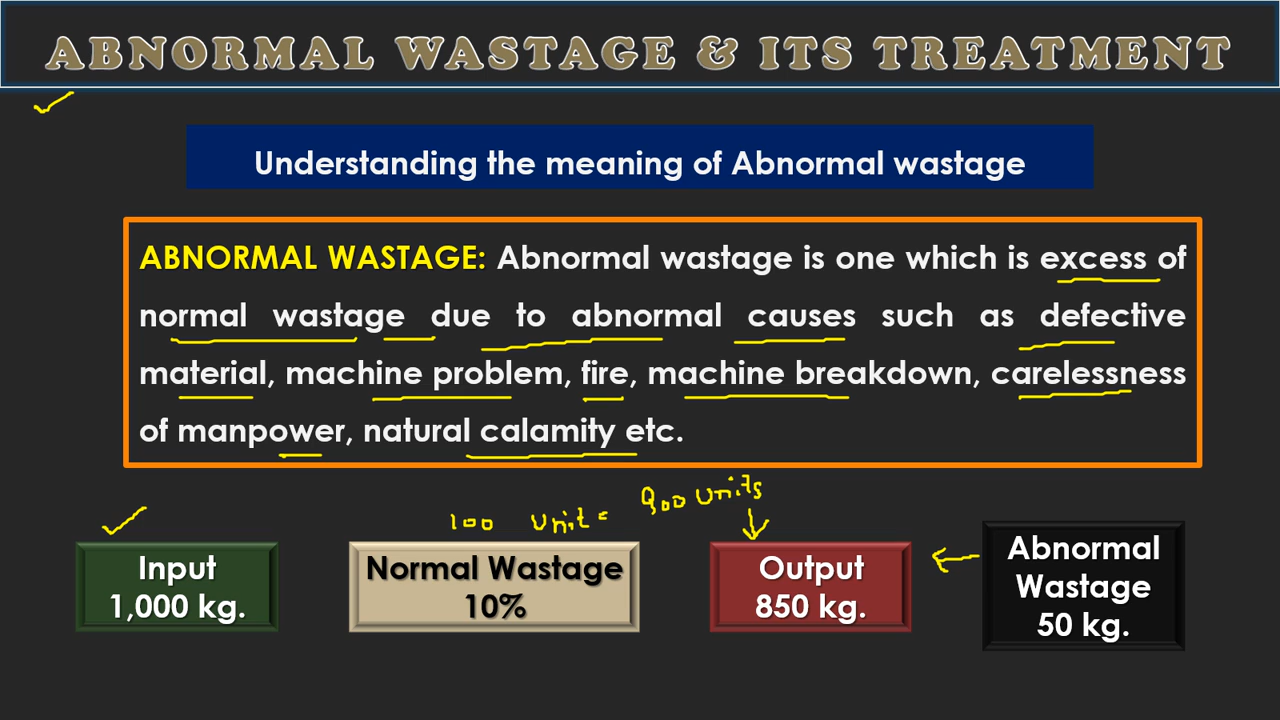 ABNORMAL WASTAGE & ITS TREATMENT
Understanding the meaning of Abnormal wastage
ABNORMAL WASTAGE: Abnormal wastage is one which is excess of
normal wastage due to abnormal causes such as defective
material, machine problem, fire, machine breakdown, carelessness
of manpower, natural calamity etc.
100 unit = 900 units
Input
1,000 kg.
Normal Wastage
10%
Output
850 kg.
Abnormal
Wastage
50 kg.